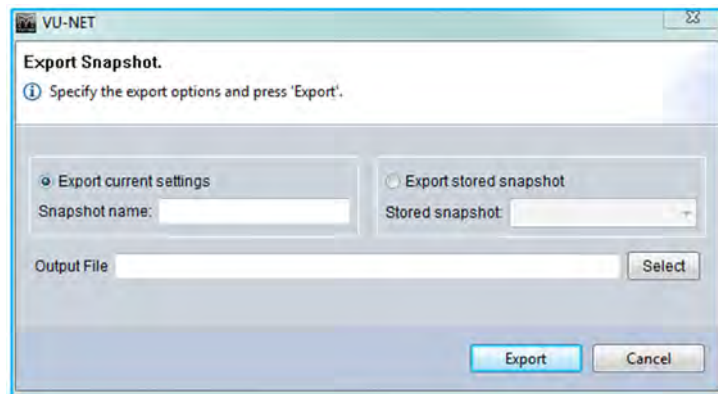 VU-NET
Export Snapshot.
Specify the export options and press 'Export'.
Export current settings
Export stored snapshot
Snapshot name:
Stored snapshot:
Output File
Select
Export
Cancel